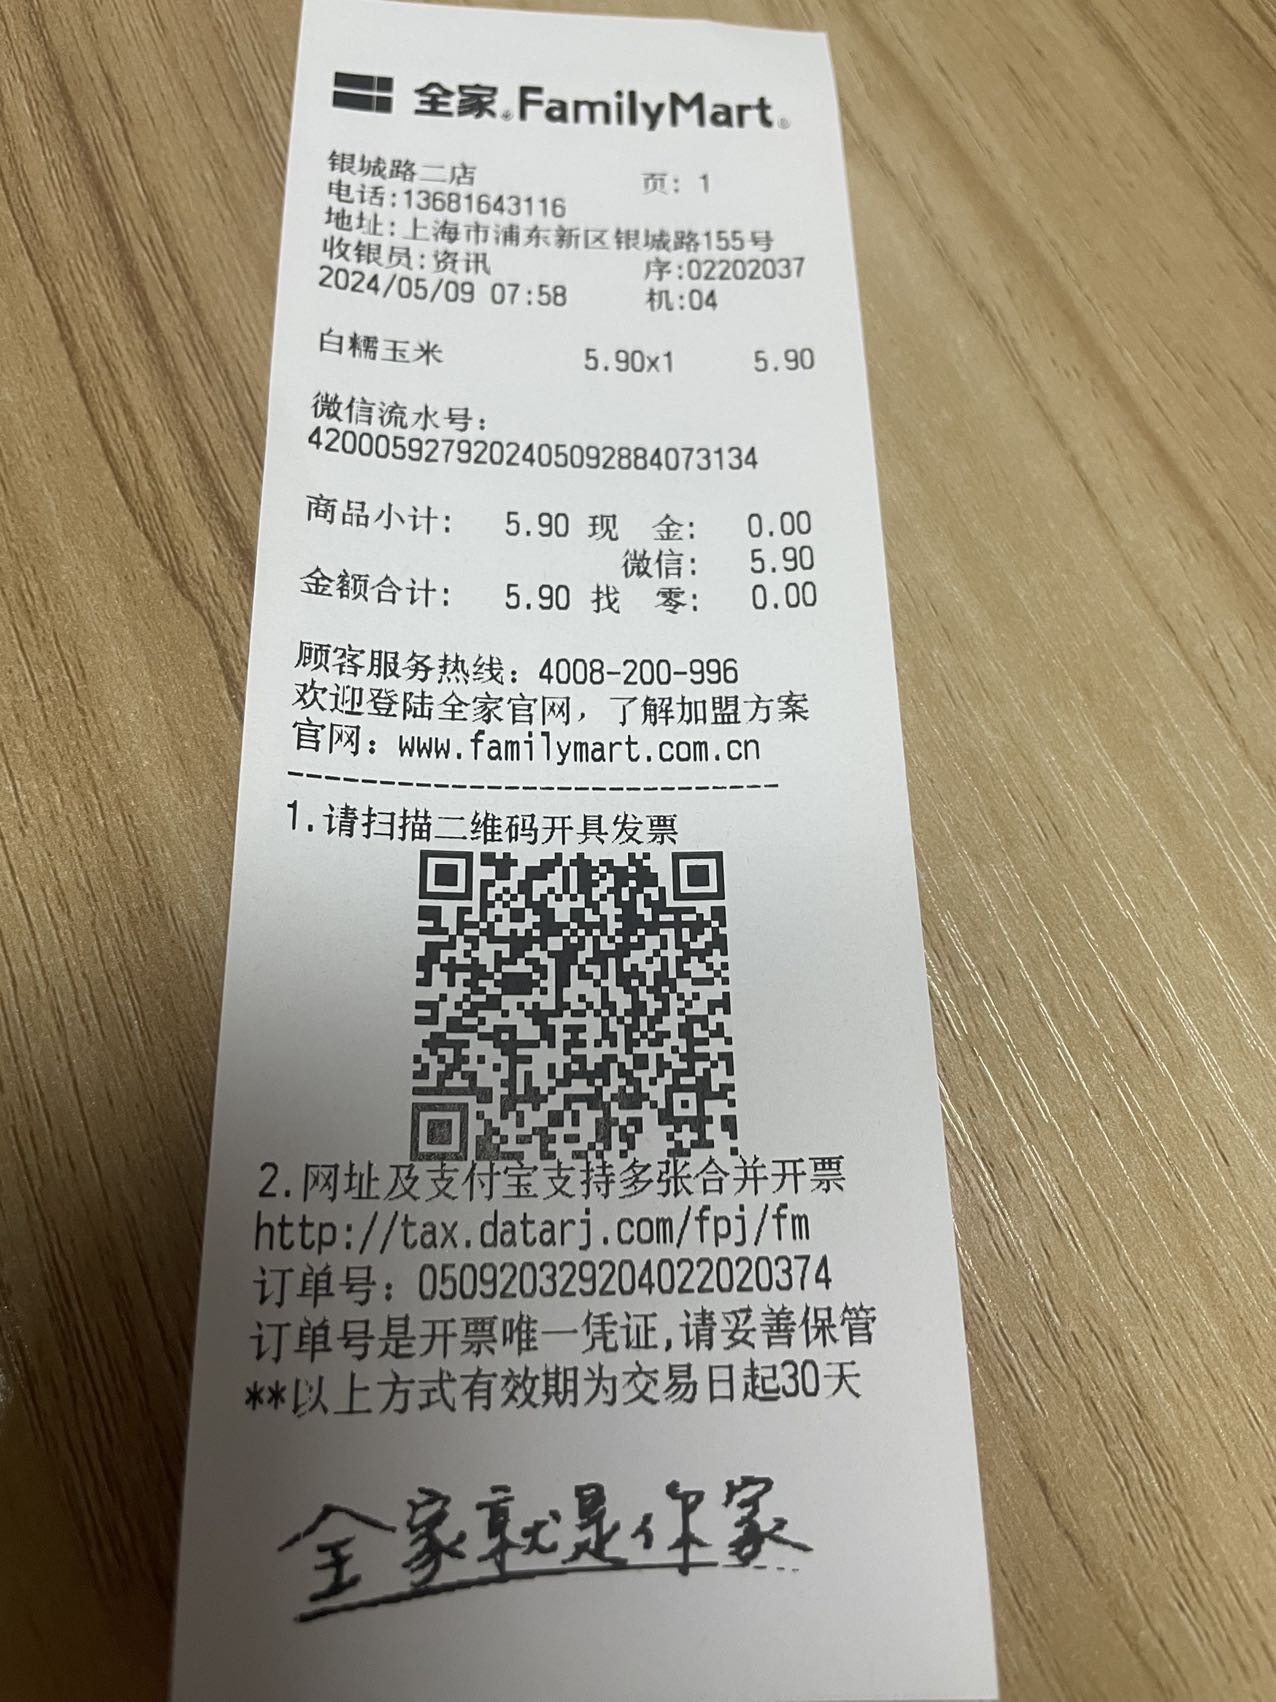 全家 FamilyMart
银城路二店 页: 1
电话:13681643116
地址:上海市浦东新区银城路155号
收银员:资讯 序:02202037
2024/05/09 07:58 机:04
白糯玉米 5.90x1 5.90
微信流水号:
4200059279202405092884073134
商品小计: 5.90 现 金: 0.00
微信: 5.90
金额合计: 5.90 找 零: 0.00
顾客服务热线: 4008-200-996
欢迎登陆全家官网, 了解加盟方案
官网: www.familymart.com.cn
---------------------------
1.请扫描二维码开具发票
2.网址及支付宝支持多张合并开票
http://tax.datarj.com/fpj/fm
订单号: 050920329204022020374
订单号是开票唯一凭证,请妥善保管
**以上方式有效期为交易日起30天
全家就是你家